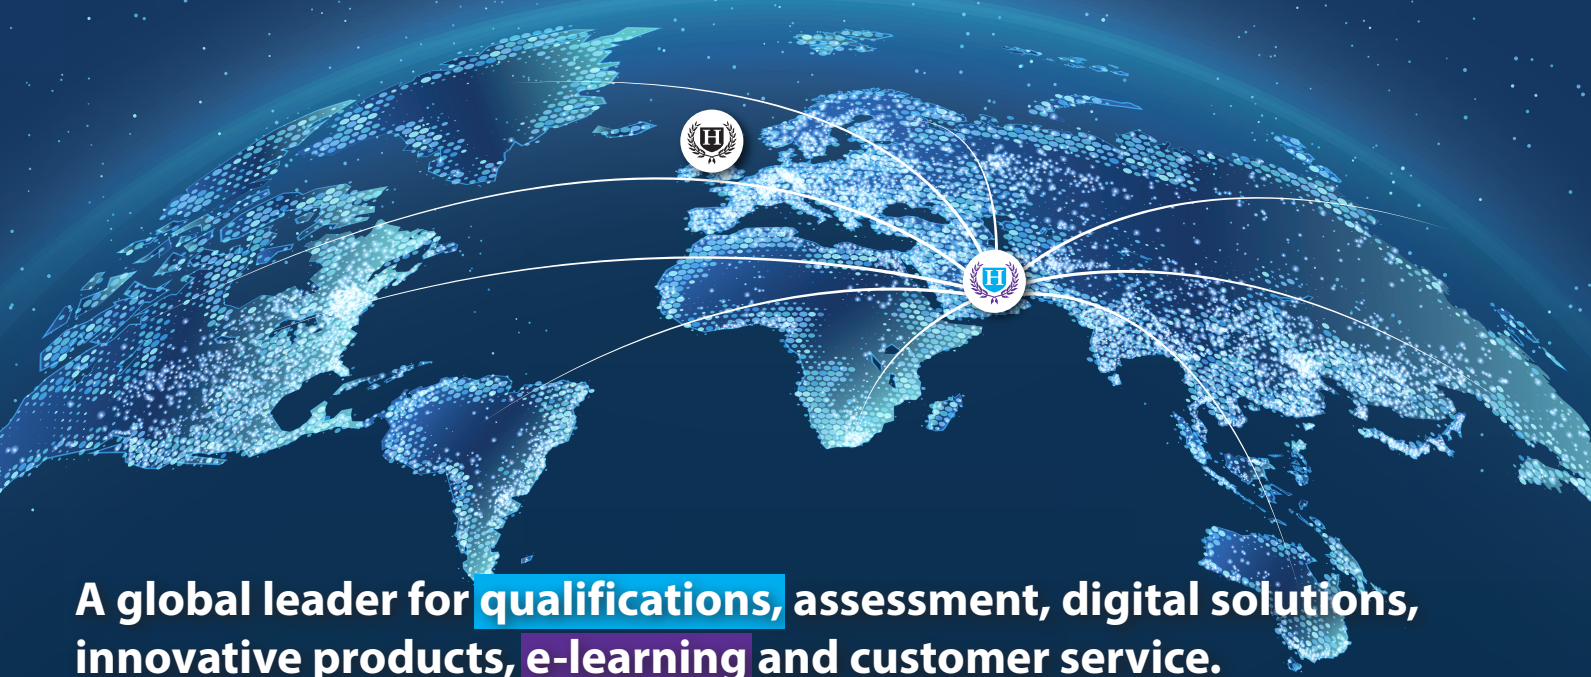 H
H
A global leader for qualifications, assessment, digital solutions,
innovative products, e-learning and customer service.